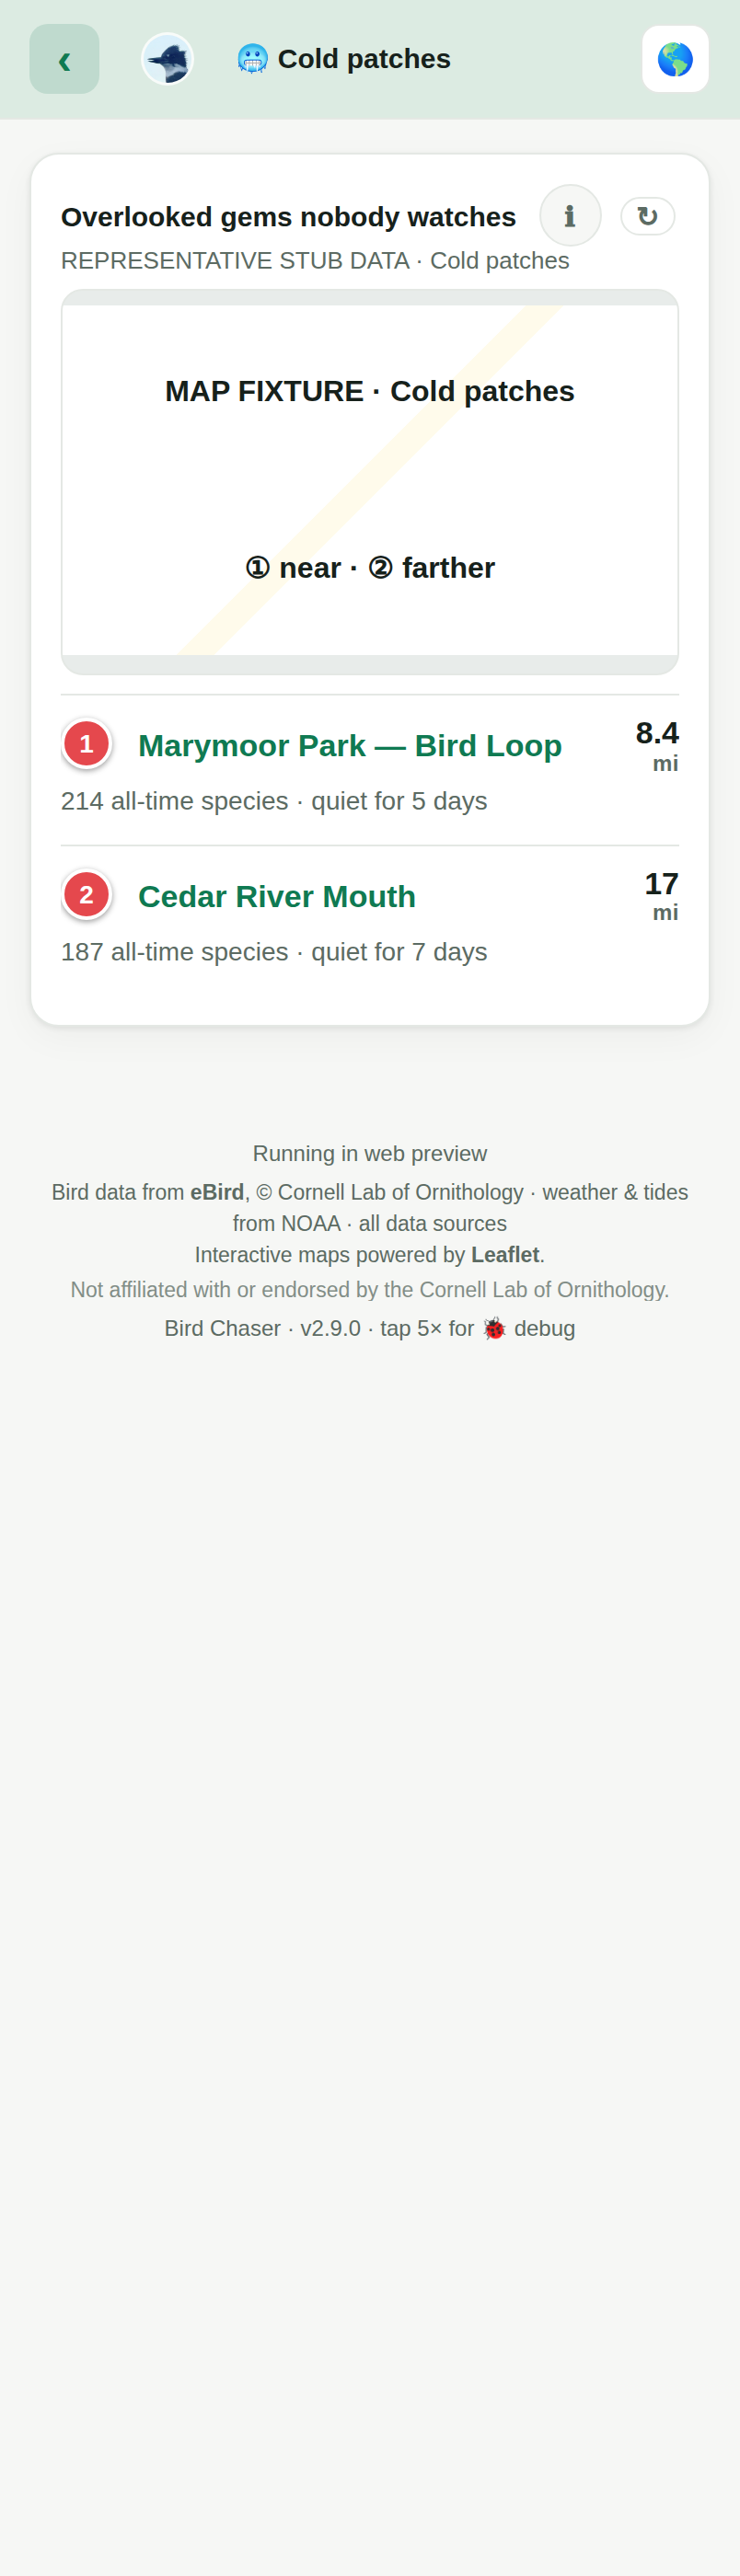 ‹ 🥶 Cold patches 🌎
Overlooked gems nobody watches ℹ ↻
REPRESENTATIVE STUB DATA · Cold patches
MAP FIXTURE · Cold patches
① near · ② farther
1 Marymoor Park — Bird Loop 8.4
mi
214 all-time species · quiet for 5 days
2 Cedar River Mouth 17
mi
187 all-time species · quiet for 7 days
Running in web preview
Bird data from eBird, © Cornell Lab of Ornithology · weather & tides
from NOAA · all data sources
Interactive maps powered by Leaflet.
Not affiliated with or endorsed by the Cornell Lab of Ornithology.
Bird Chaser · v2.9.0 · tap 5× for 🐞 debug